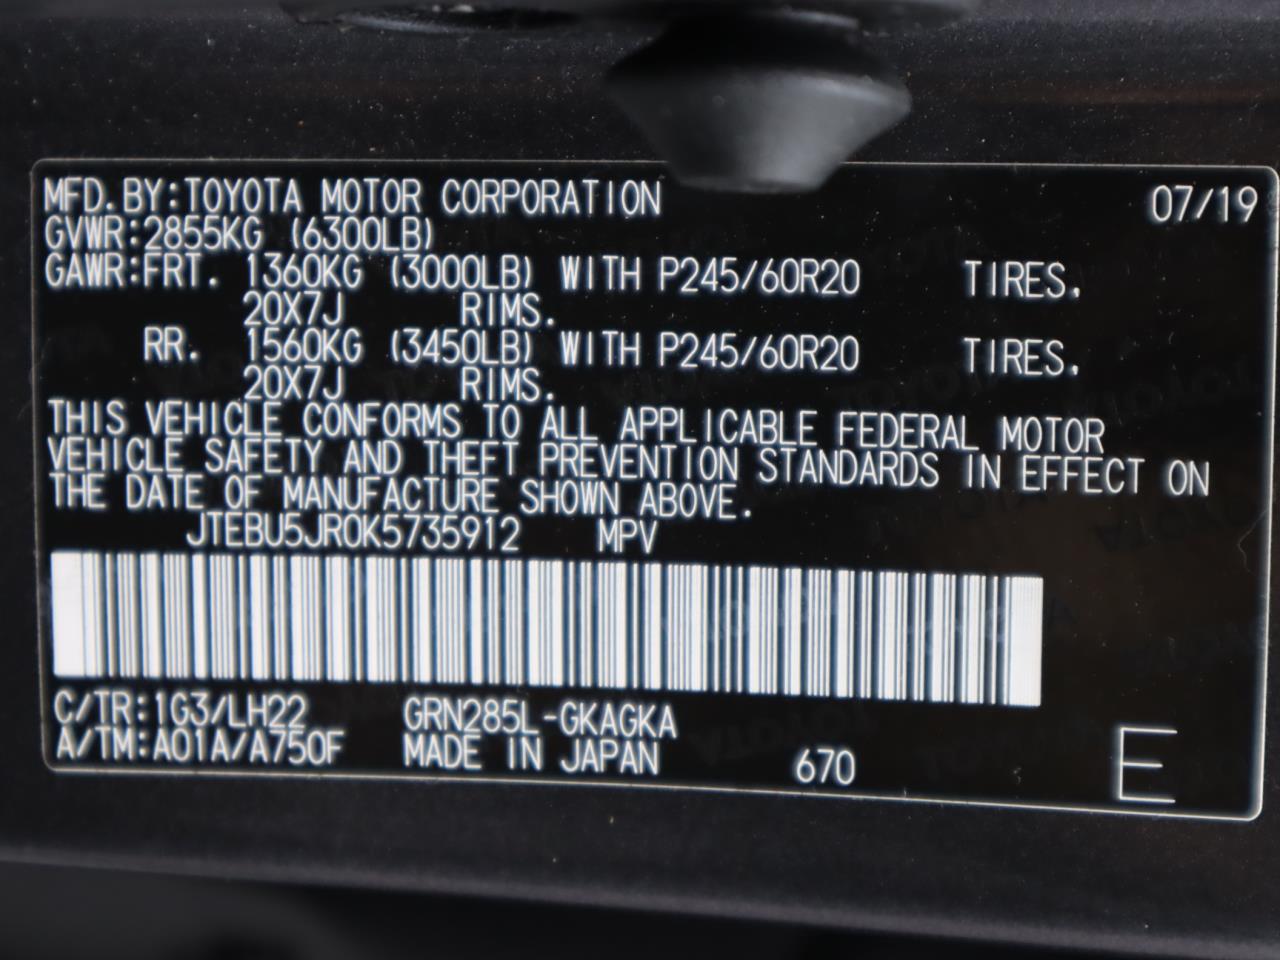 MFD. BY:TOYOTA MOTOR CORPORATION 07/19
GVWR:2855KG (6300LB)
GAWR:FRT. 1360KG (3000LB) WITH P245/60R20 TIRES.
20X7J RIMS.
RR. 1560KG (3450LB) WITH P245/60R20 TIRES.
20X7J RIMS.
THIS VEHICLE CONFORMS TO ALL APPLICABLE FEDERAL MOTOR
VEHICLE SAFETY AND THEFT PREVENTION STANDARDS IN EFFECT ON
THE DATE OF MANUFACTURE SHOWN ABOVE.
JTEBU5JR0K5735912 MPV
C/TR:1G3/LH22 GRN285L-GKAGKA
A/TM:A01A/A750F MADE IN JAPAN 670 E